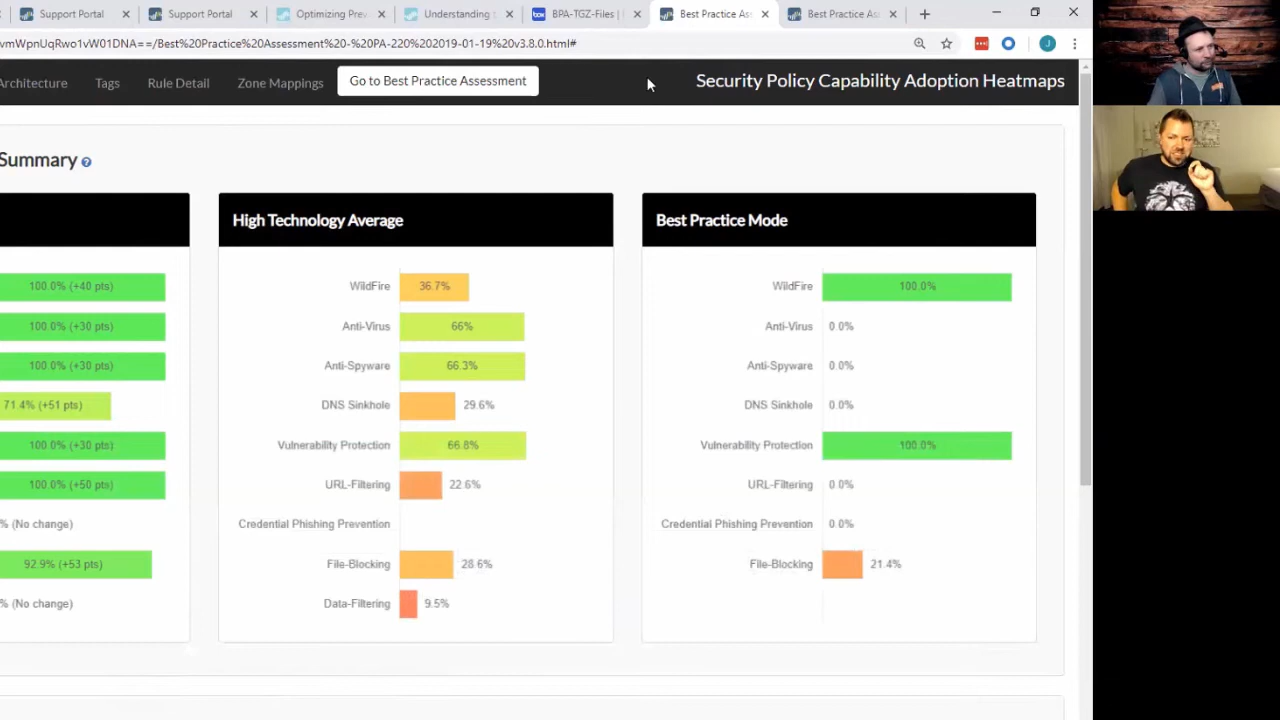 Support Portal
Support Portal
Optimizing Prev
Understanding
BPA-TGZ-Files |
Best Practice As
Best Practice As
vmWpnUqRwo1vW01DNA==/Best%20Practice%20Assessment%20-%20PA-220%202019-01-19%20v3.8.0.html#
J
Architecture
Tags
Rule Detail
Zone Mappings
Go to Best Practice Assessment
Security Policy Capability Adoption Heatmaps
Summary ?
100.0% (+40 pts)
100.0% (+30 pts)
100.0% (+30 pts)
71.4% (+51 pts)
100.0% (+30 pts)
100.0% (+50 pts)
% (No change)
92.9% (+53 pts)
% (No change)
High Technology Average
WildFire 36.7%
Anti-Virus 66%
Anti-Spyware 66.3%
DNS Sinkhole 29.6%
Vulnerability Protection 66.8%
URL-Filtering 22.6%
Credential Phishing Prevention
File-Blocking 28.6%
Data-Filtering 9.5%
Best Practice Mode
WildFire 100.0%
Anti-Virus 0.0%
Anti-Spyware 0.0%
DNS Sinkhole 0.0%
Vulnerability Protection 100.0%
URL-Filtering 0.0%
Credential Phishing Prevention 0.0%
File-Blocking 21.4%